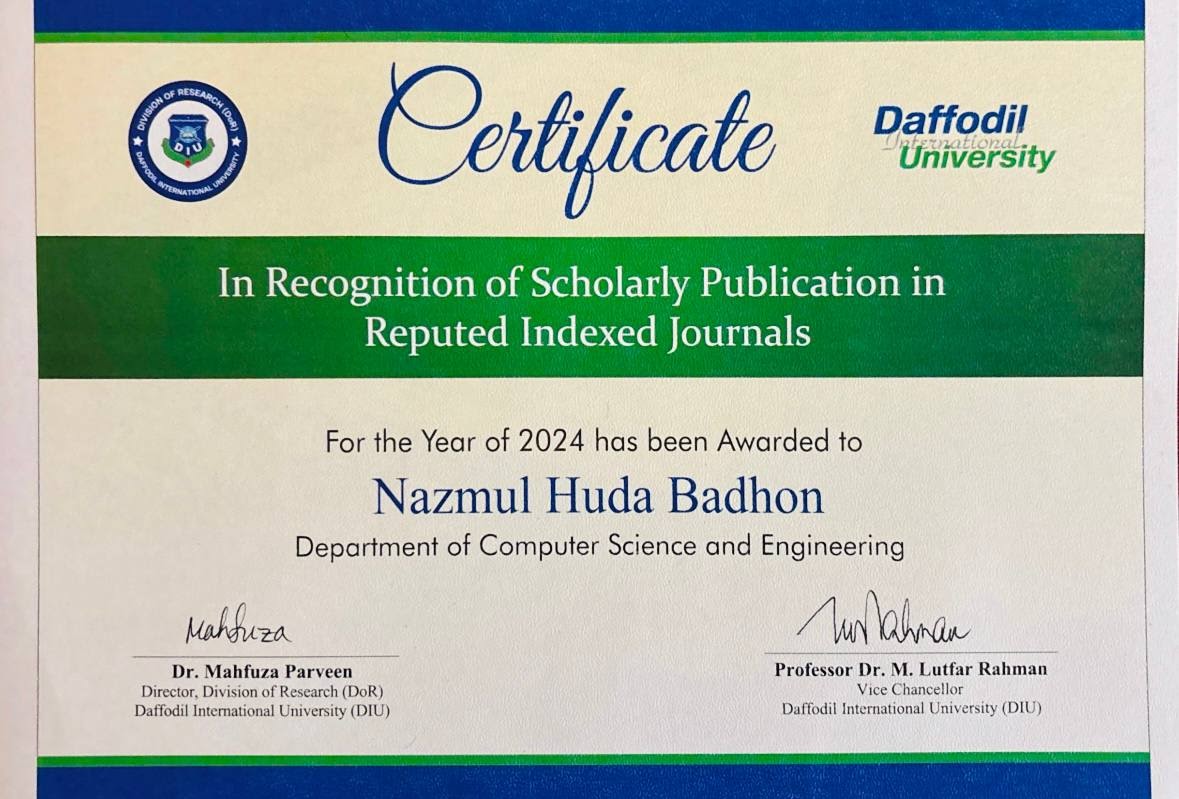 DIVISION OF RESEARCH (DoR)
DIU
DAFFODIL INTERNATIONAL UNIVERSITY
Certificate
Daffodil
International
University
In Recognition of Scholarly Publication in
Reputed Indexed Journals
For the Year of 2024 has been Awarded to
Nazmul Huda Badhon
Department of Computer Science and Engineering
Mahfuza
Dr. Mahfuza Parveen
Director, Division of Research (DoR)
Daffodil International University (DIU)
Professor Dr. M. Lutfar Rahman
Vice Chancellor
Daffodil International University (DIU)